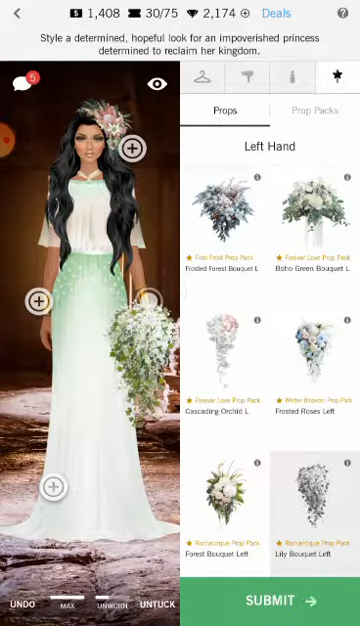 1,408 30/75 2,174 Deals
Style a determined, hopeful look for an impoverished princess
determined to reclaim her kingdom.
5
Props Prop Packs
Left Hand
First Frost Prop Pack
Frosted Forest Bouquet L
Forever Love Prop Pack
Boho Green Bouquet L
Forever Love Prop Pack
Cascading Orchid L
Winter Blossom Prop Pack
Frosted Roses Left
Romantique Prop Pack
Forest Bouquet Left
Romantique Prop Pack
Lily Bouquet Left
UNDO MAX UNWORN UNTUCK
SUBMIT